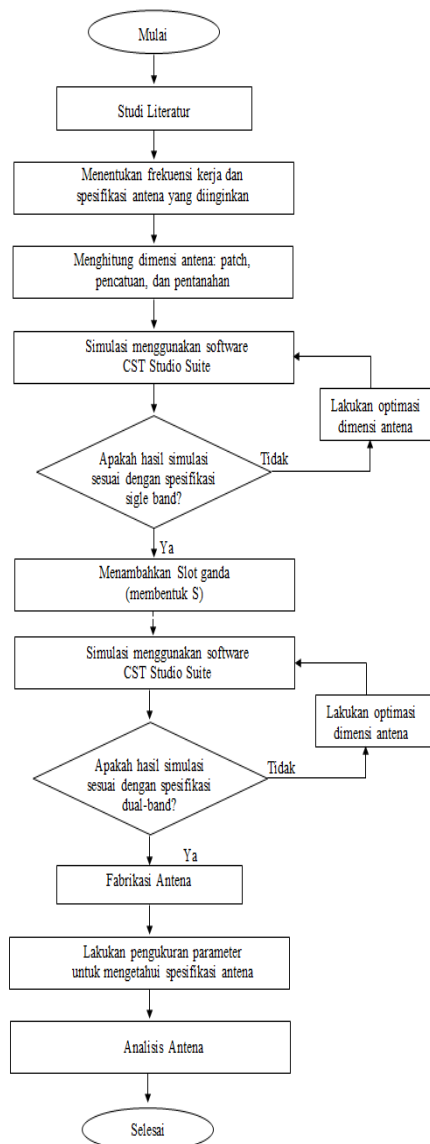 Mulai
Studi Literatur
Menentukan frekuensi kerja dan
spesifikasi antena yang diinginkan
Menghitung dimensi antena: patch,
pencatuan, dan pentanahan
Simulasi menggunakan software
CST Studio Suite
Lakukan optimasi
dimensi antena
Apakah hasil simulasi
sesuai dengan spesifikasi
sigle band?
Tidak
Ya
Menambahkan Slot ganda
(membentuk S)
Simulasi menggunakan software
CST Studio Suite
Lakukan optimasi
dimensi antena
Apakah hasil simulasi
sesuai dengan spesifikasi
dual-band?
Tidak
Ya
Fabrikasi Antena
Lakukan pengukuran parameter
untuk mengetahui spesifikasi antena
Analisis Antena
Selesai